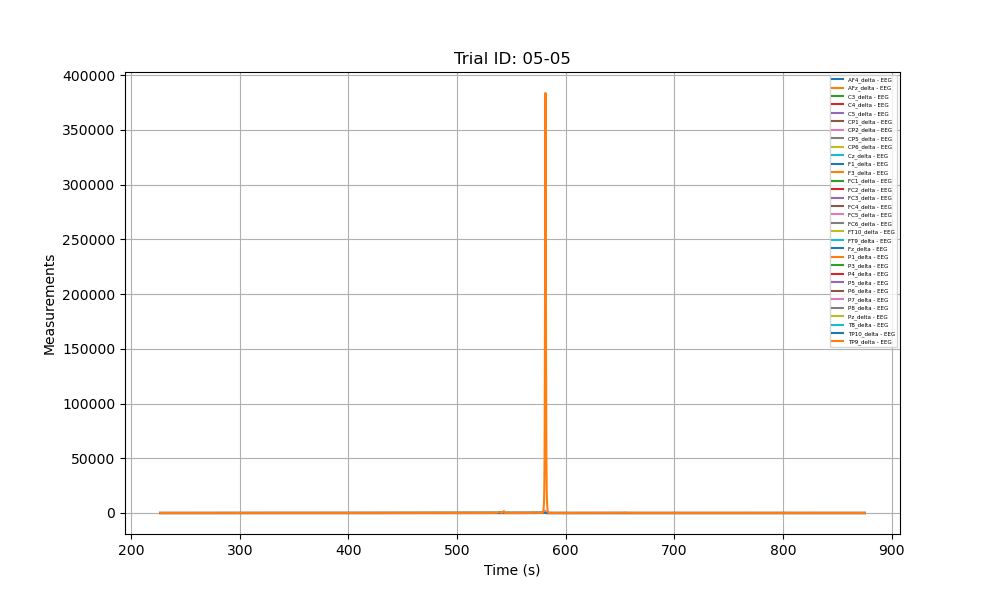 Trial ID: 05-05
400000
350000
300000
250000
200000
150000
100000
50000
0
Measurements
200 300 400 500 600 700 800 900
Time (s)
AF4_delta - EEG
AFz_delta - EEG
C3_delta - EEG
C4_delta - EEG
C5_delta - EEG
CP1_delta - EEG
CP2_delta - EEG
CP5_delta - EEG
CP6_delta - EEG
Cz_delta - EEG
F1_delta - EEG
F3_delta - EEG
FC1_delta - EEG
FC2_delta - EEG
FC3_delta - EEG
FC4_delta - EEG
FC5_delta - EEG
FC6_delta - EEG
FT10_delta - EEG
FT9_delta - EEG
Fz_delta - EEG
P1_delta - EEG
P3_delta - EEG
P4_delta - EEG
P5_delta - EEG
P6_delta - EEG
P7_delta - EEG
P8_delta - EEG
Pz_delta - EEG
T8_delta - EEG
TP10_delta - EEG
TP9_delta - EEG